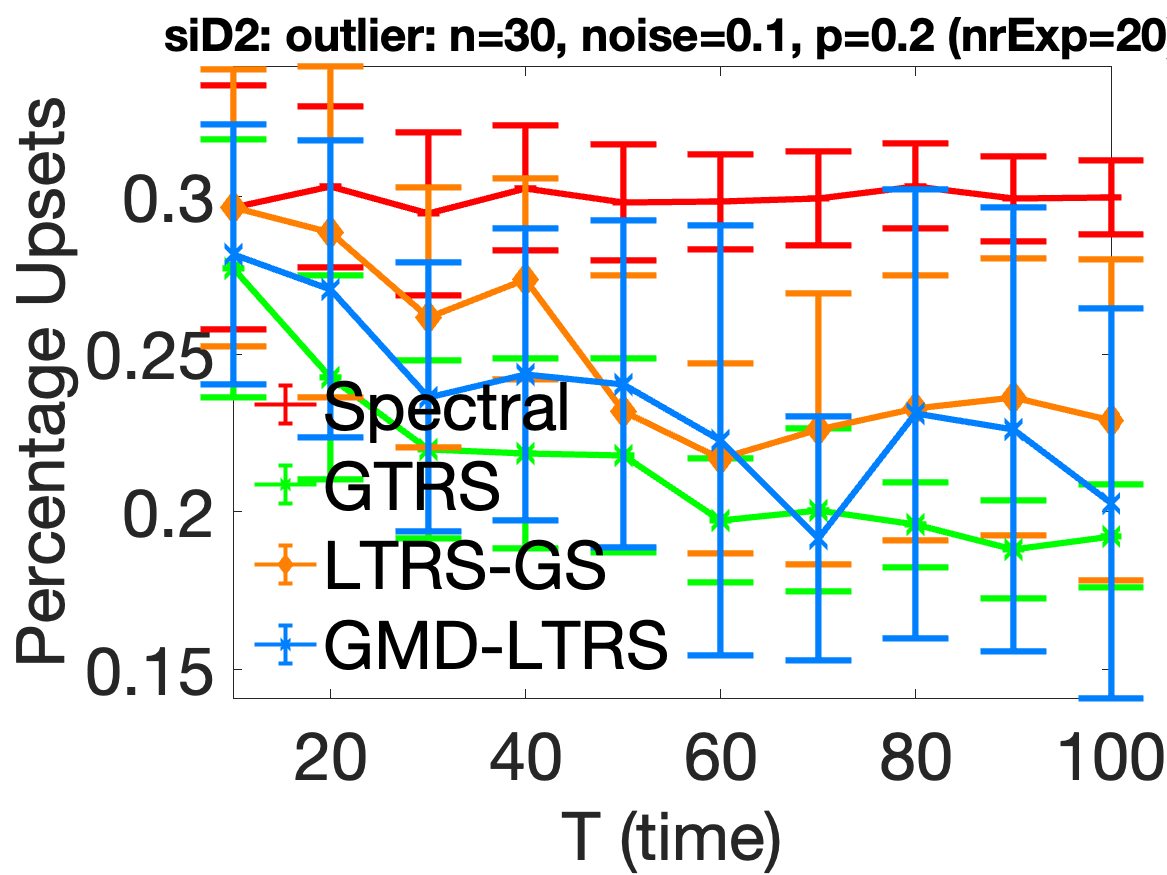 siD2: outlier: n=30, noise=0.1, p=0.2 (nrExp=20)
Percentage Upsets
0.3
0.25
0.2
0.15
Spectral
GTRS
LTRS-GS
GMD-LTRS
20 40 60 80 100
T (time)